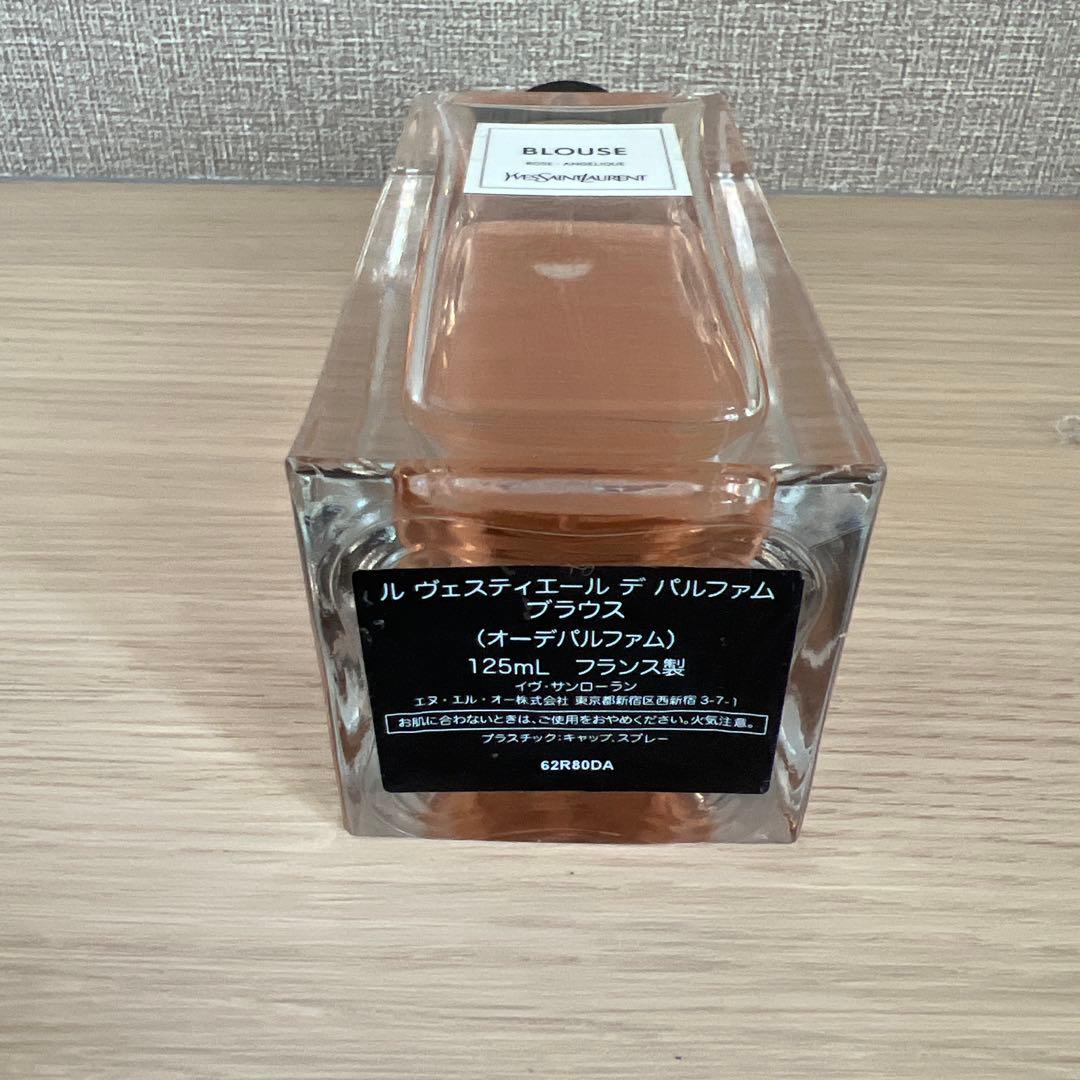 BLOUSE
ROSE - ANGELIQUE
YVESSAINTLAURENT
ル ヴェスティエール デ パルファム
ブラウス
(オーデパルファム)
125mL フランス製
イヴ・サンローラン
エヌ・エル・オー株式会社 東京都新宿区西新宿 3-7-1
お肌に合わないときは、ご使用をおやめください。火気注意。
プラスチック:キャップ、スプレー
62R80DA